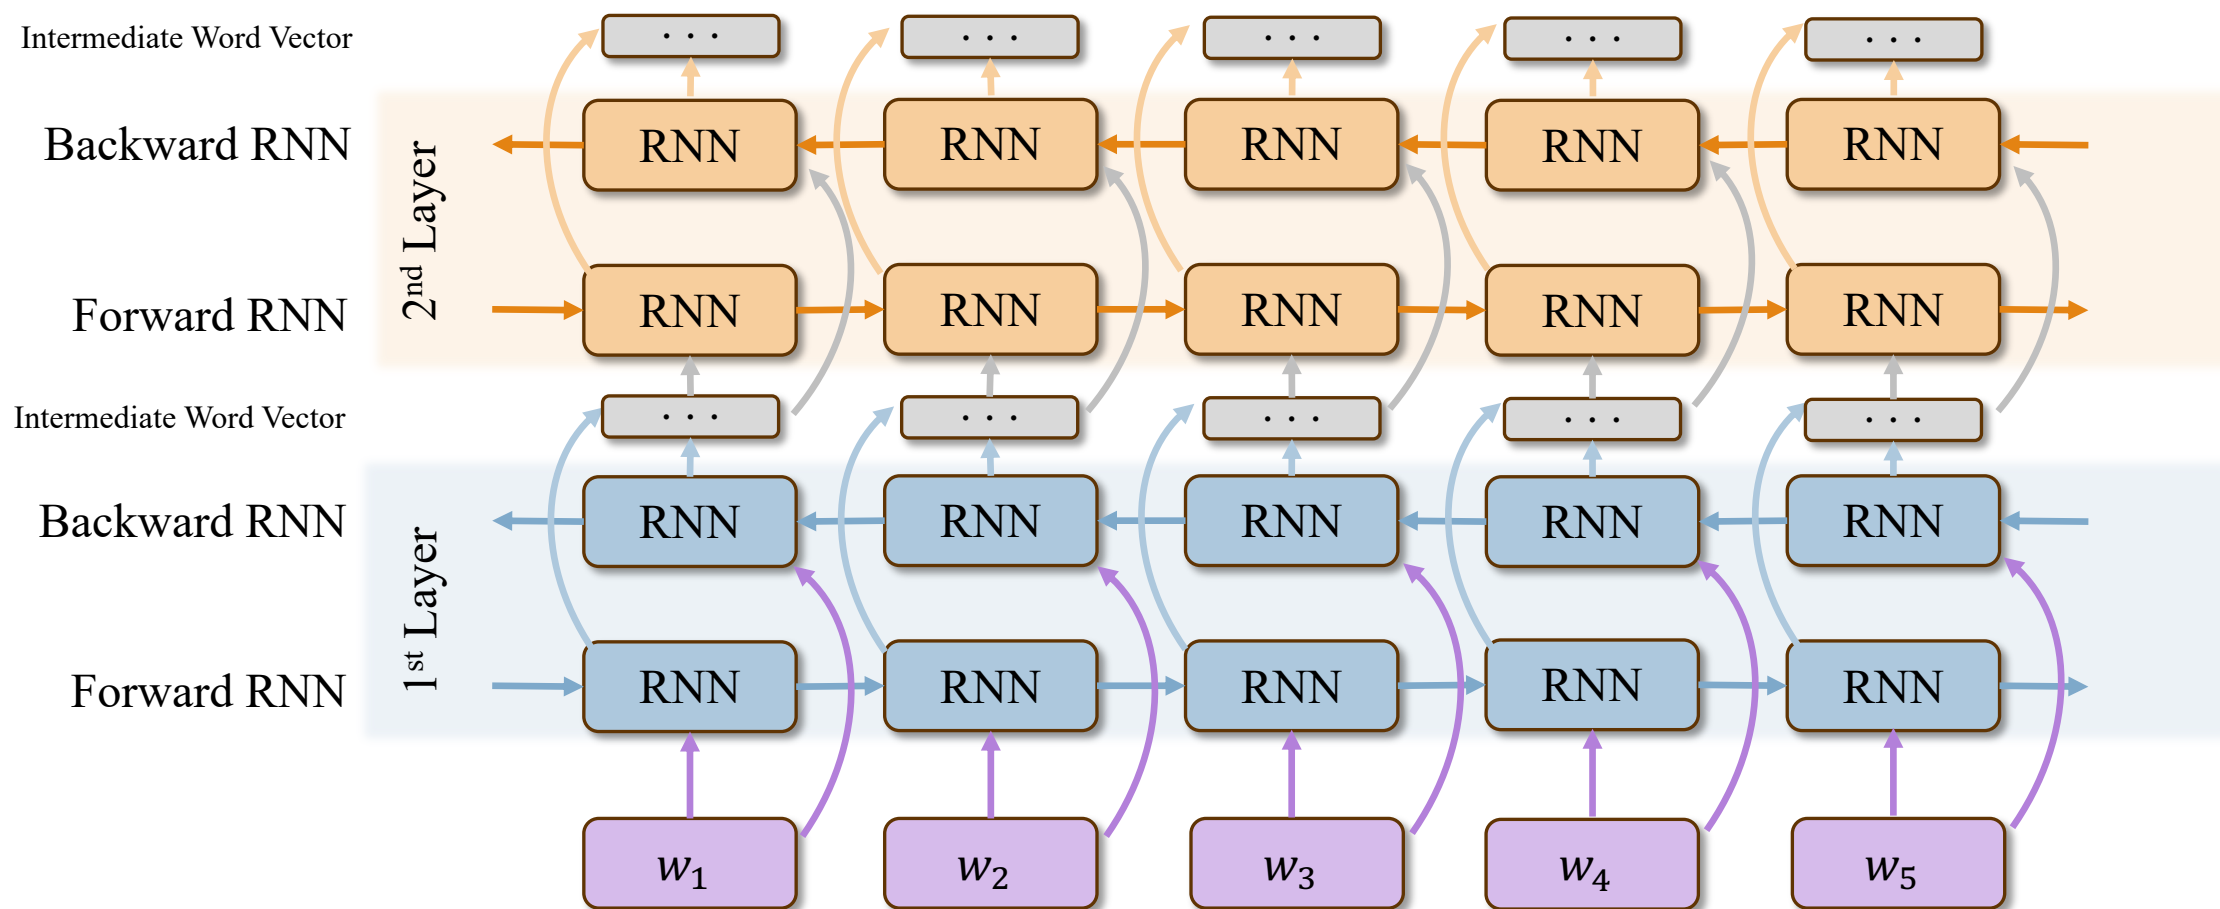 Intermediate Word Vector
· · ·
· · ·
· · ·
· · ·
· · ·
Backward RNN
2nd Layer
RNN
RNN
RNN
RNN
RNN
Forward RNN
RNN
RNN
RNN
RNN
RNN
Intermediate Word Vector
· · ·
· · ·
· · ·
· · ·
· · ·
Backward RNN
1st Layer
RNN
RNN
RNN
RNN
RNN
Forward RNN
RNN
RNN
RNN
RNN
RNN
w1
w2
w3
w4
w5